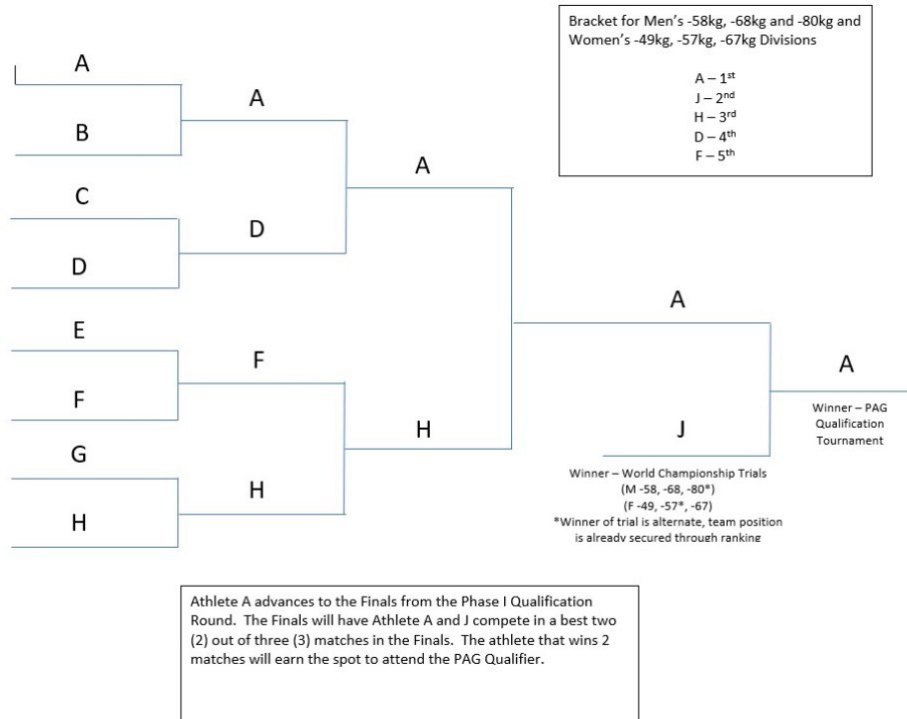 Bracket for Men's -58kg, -68kg and -80kg and
Women's -49kg, -57kg, -67kg Divisions
A – 1st
J – 2nd
H – 3rd
D – 4th
F – 5th
A
B
C
D
E
F
G
H
A
D
F
H
A
H
A
J
Winner – World Championship Trials
(M -58, -68, -80*)
(F -49, -57*, -67)
*Winner of trial is alternate, team position
is already secured through ranking
A
Winner – PAG
Qualification
Tournament
Athlete A advances to the Finals from the Phase I Qualification
Round. The Finals will have Athlete A and J compete in a best two
(2) out of three (3) matches in the Finals. The athlete that wins 2
matches will earn the spot to attend the PAG Qualifier.